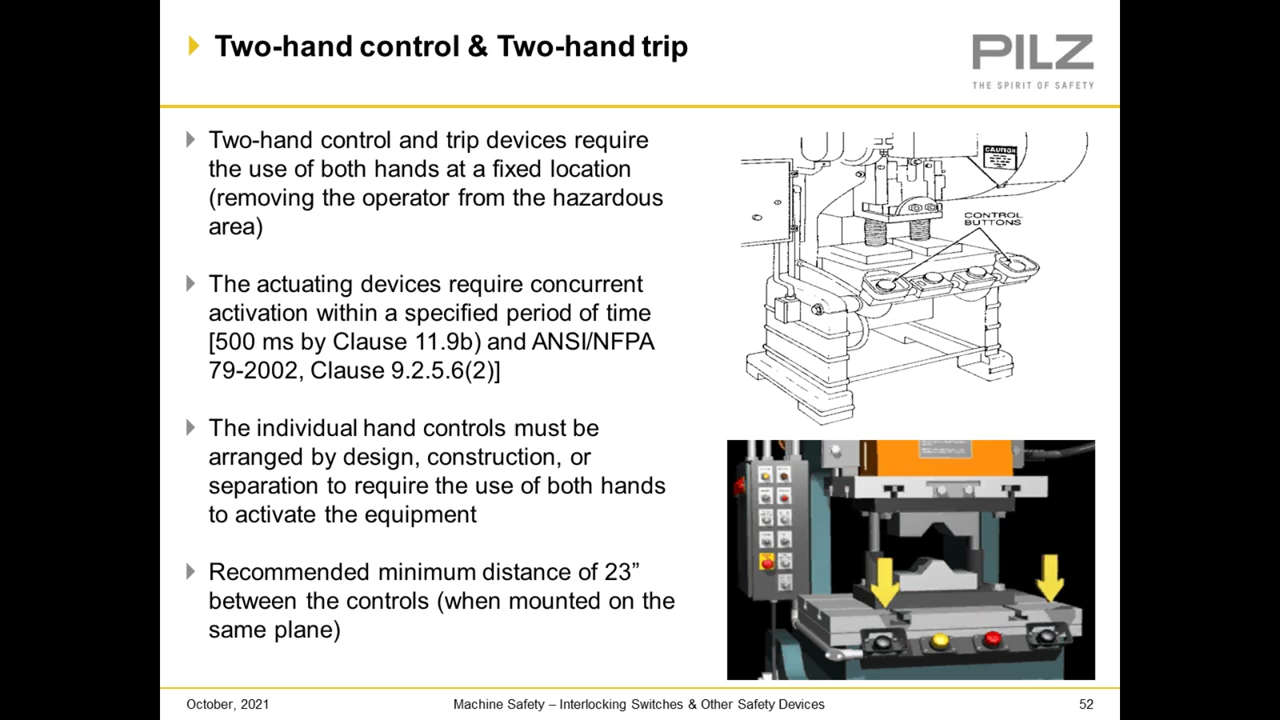 Two-hand control & Two-hand trip
PILZ
THE SPIRIT OF SAFETY
Two-hand control and trip devices require
the use of both hands at a fixed location
(removing the operator from the hazardous
area)
The actuating devices require concurrent
activation within a specified period of time
[500 ms by Clause 11.9b) and ANSI/NFPA
79-2002, Clause 9.2.5.6(2)]
The individual hand controls must be
arranged by design, construction, or
separation to require the use of both hands
to activate the equipment
Recommended minimum distance of 23”
between the controls (when mounted on the
same plane)
CAUTION
CONTROL
BUTTONS
October, 2021
Machine Safety – Interlocking Switches & Other Safety Devices
52